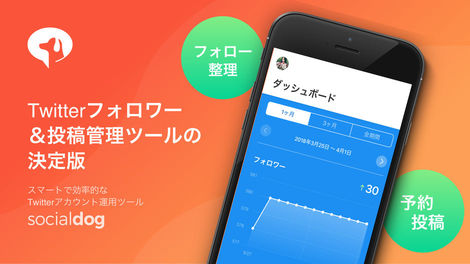 Twitterフォロワー
&投稿管理ツールの
決定版
スマートで効率的な
Twitterアカウント運用ツール
socialdog
フォロー
整理
ダッシュボード
1ヶ月
3ヶ月
全期間
2018年3月25日 〜 4月1日
フォロワー
↑30
予約
投稿